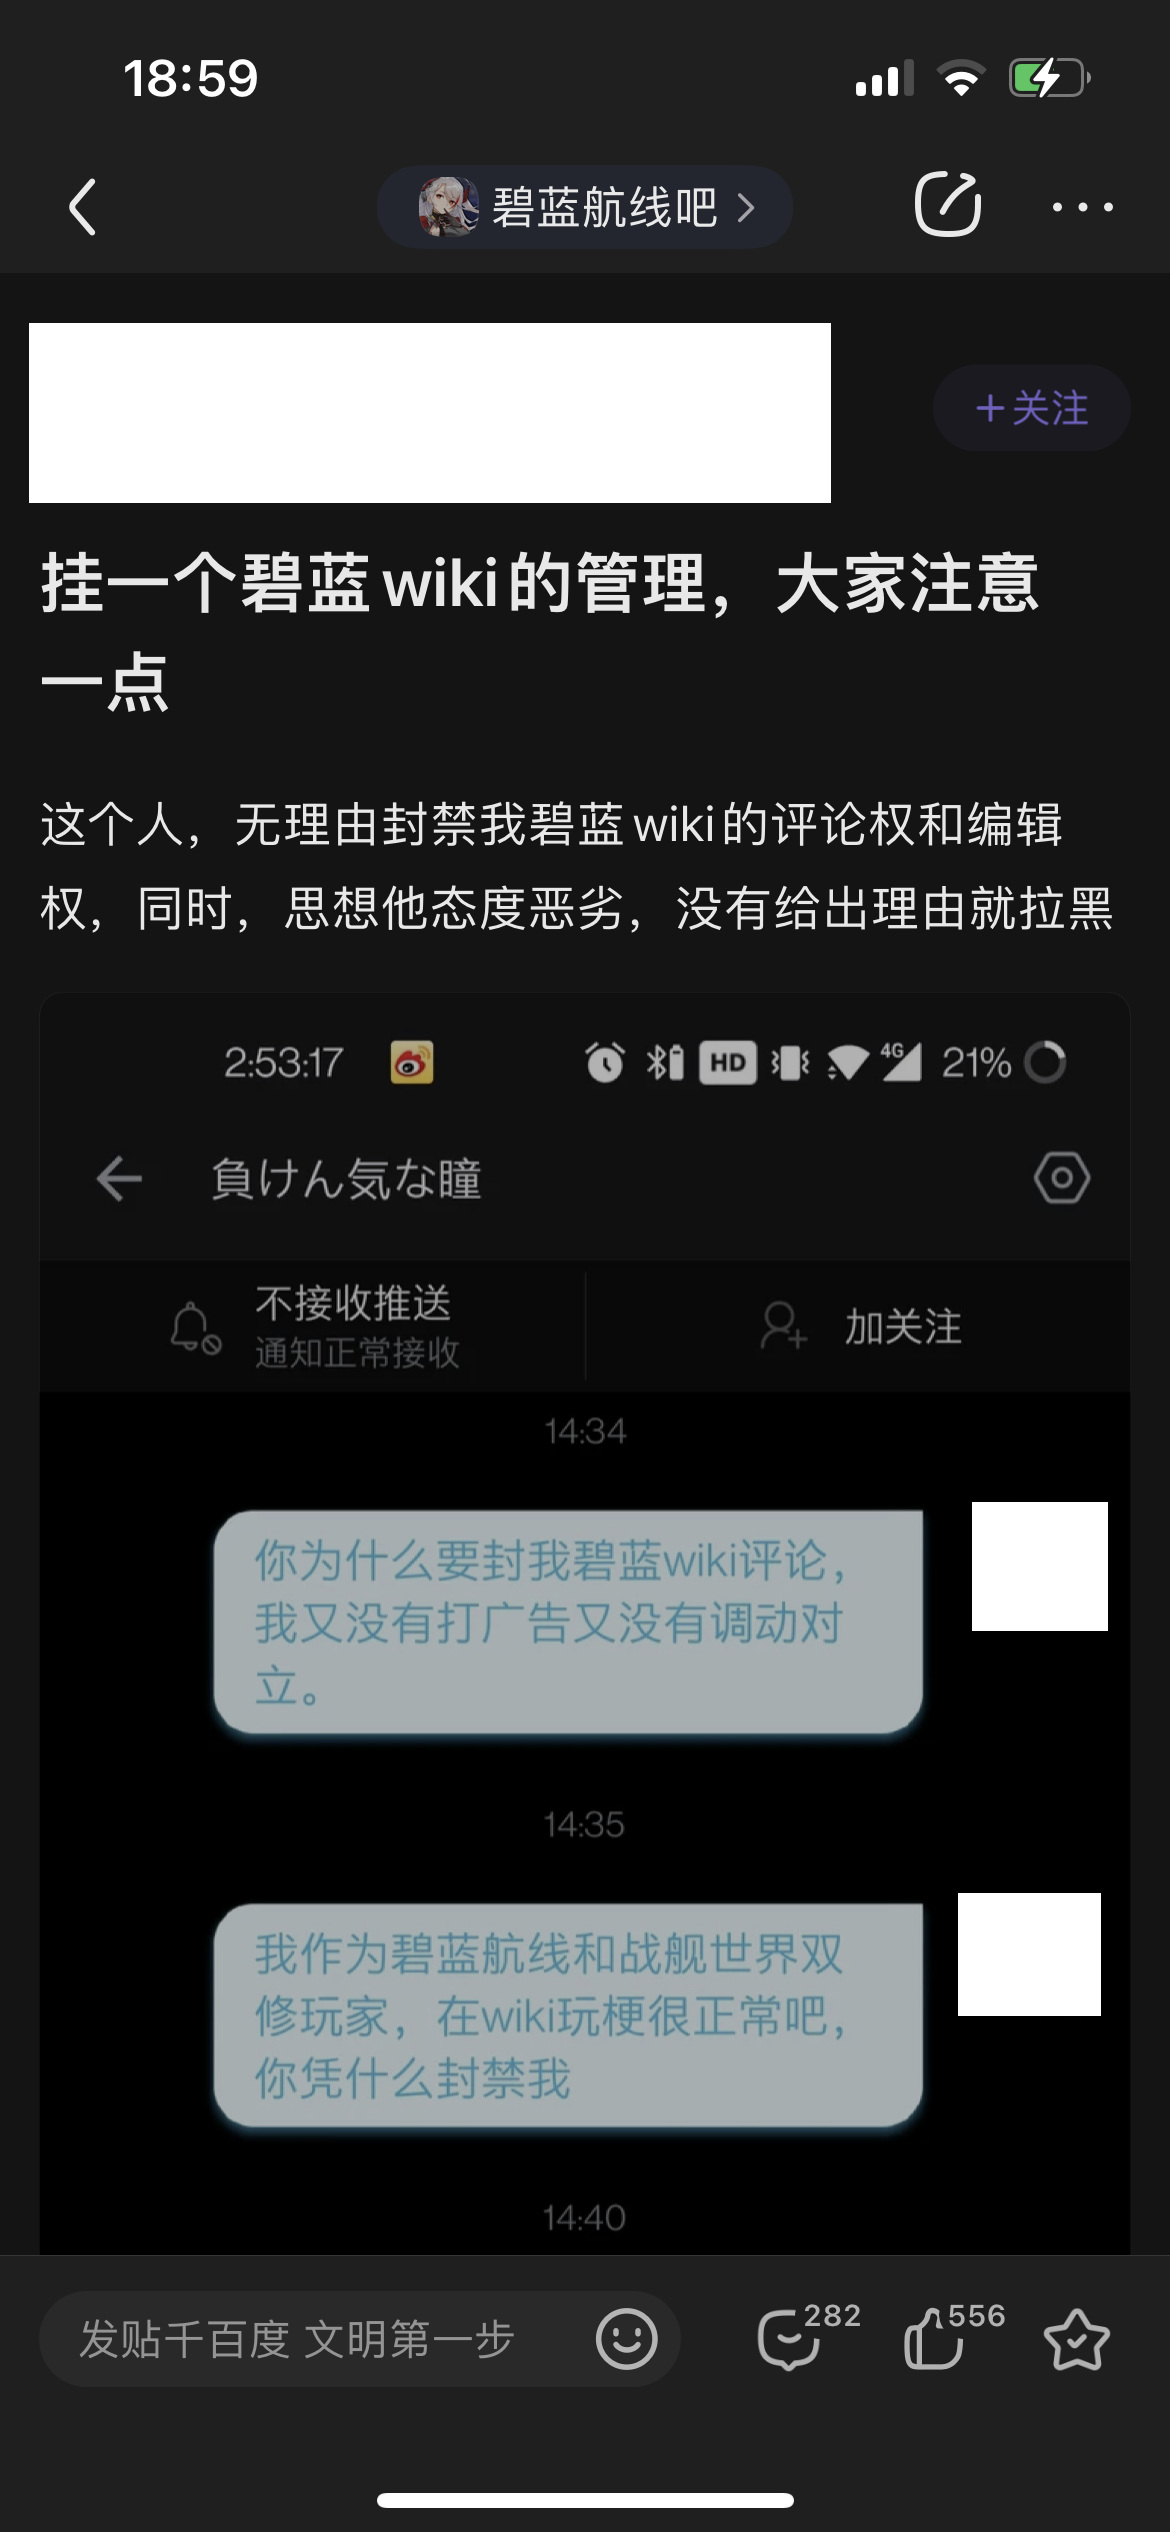 18:59
碧蓝航线吧
+关注
挂一个碧蓝wiki的管理，大家注意
一点
这个人，无理由封禁我碧蓝wiki的评论权和编辑
权，同时，思想他态度恶劣，没有给出理由就拉黑
2:53:17 HD 4G 21%
負けん気な瞳
不接收推送
通知正常接收
加关注
14:34
你为什么要封我碧蓝wiki评论，
我又没有打广告又没有调动对
立。
14:35
我作为碧蓝航线和战舰世界双
修玩家，在wiki玩梗很正常吧，
你凭什么封禁我
14:40
发贴千百度 文明第一步
282
556